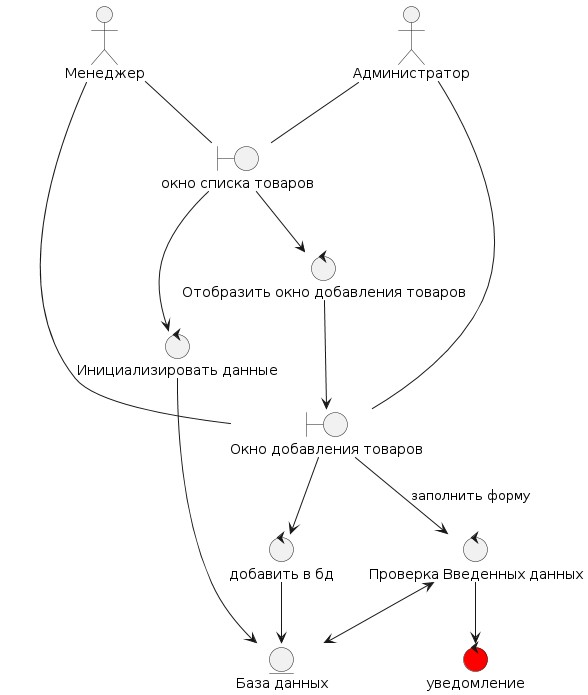 Менеджер
Администратор
окно списка товаров
Отобразить окно добавления товаров
Инициализировать данные
Окно добавления товаров
заполнить форму
добавить в бд
Проверка Введенных данных
База данных
уведомление